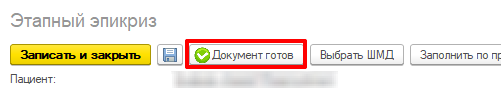 Этапный эпикриз
Записать и закрыть Документ готов Выбрать ШМД Заполнить по пр
Пациент: